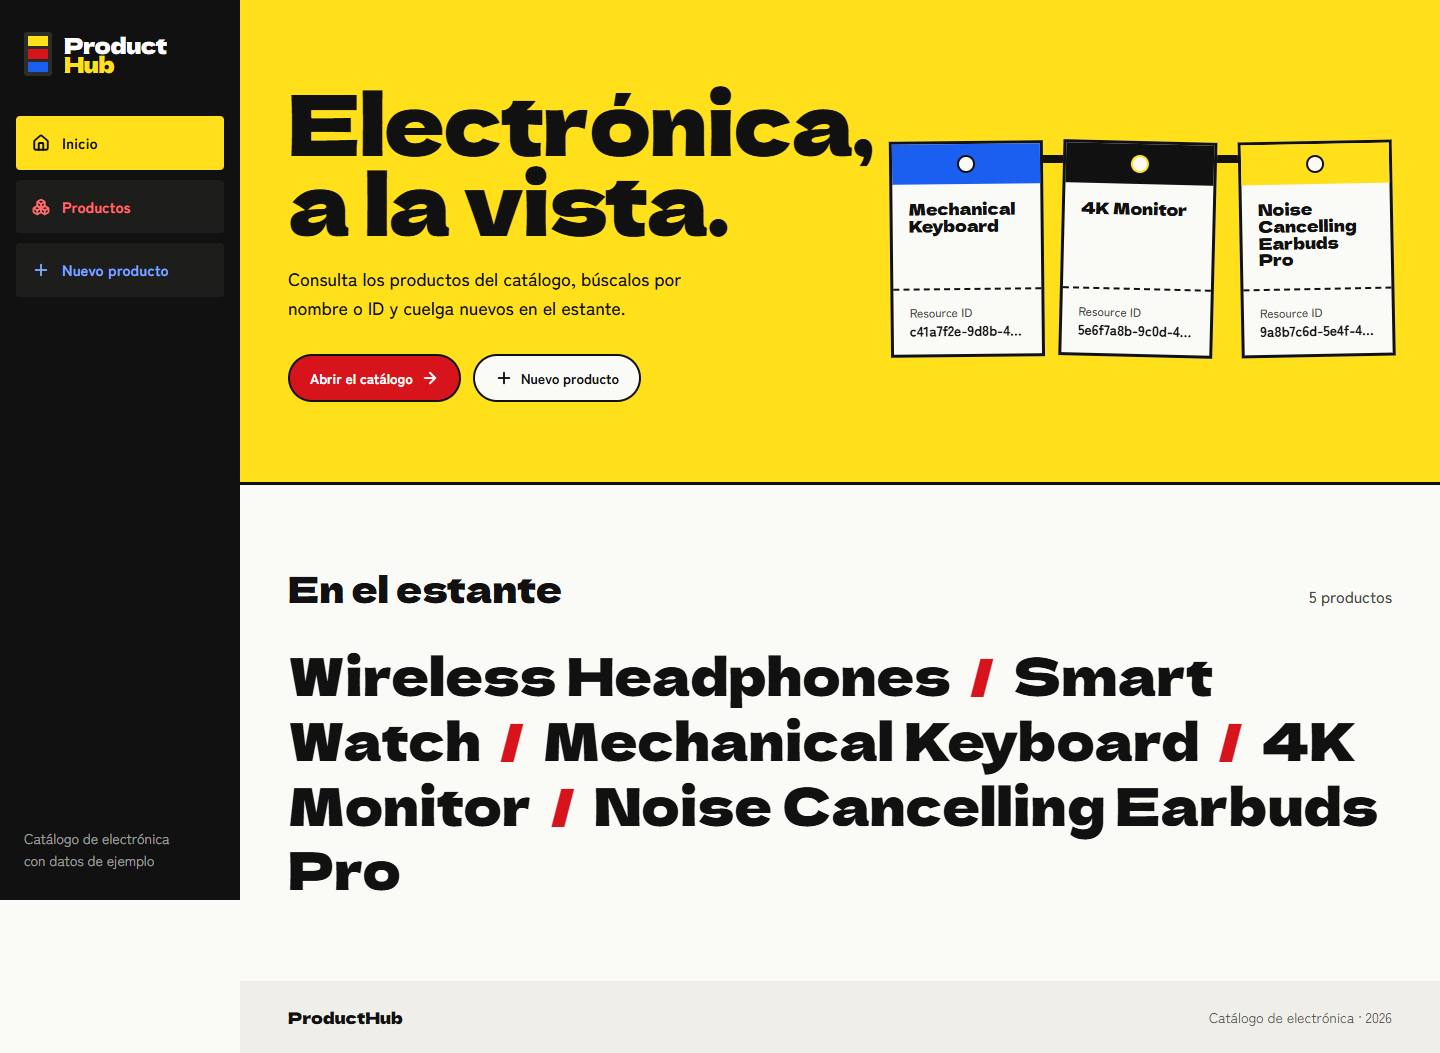 Product
Hub
Inicio
Productos
Nuevo producto
Catálogo de electrónica
con datos de ejemplo
Electrónica,
a la vista.
Consulta los productos del catálogo, búscalos por
nombre o ID y cuelga nuevos en el estante.
Abrir el catálogo
Nuevo producto
Mechanical
Keyboard
Resource ID
c41a7f2e-9d8b-4...
4K Monitor
Resource ID
5e6f7a8b-9c0d-4...
Noise
Cancelling
Earbuds
Pro
Resource ID
9a8b7c6d-5e4f-4...
En el estante
5 productos
Wireless Headphones / Smart
Watch / Mechanical Keyboard / 4K
Monitor / Noise Cancelling Earbuds
Pro
ProductHub
Catálogo de electrónica · 2026